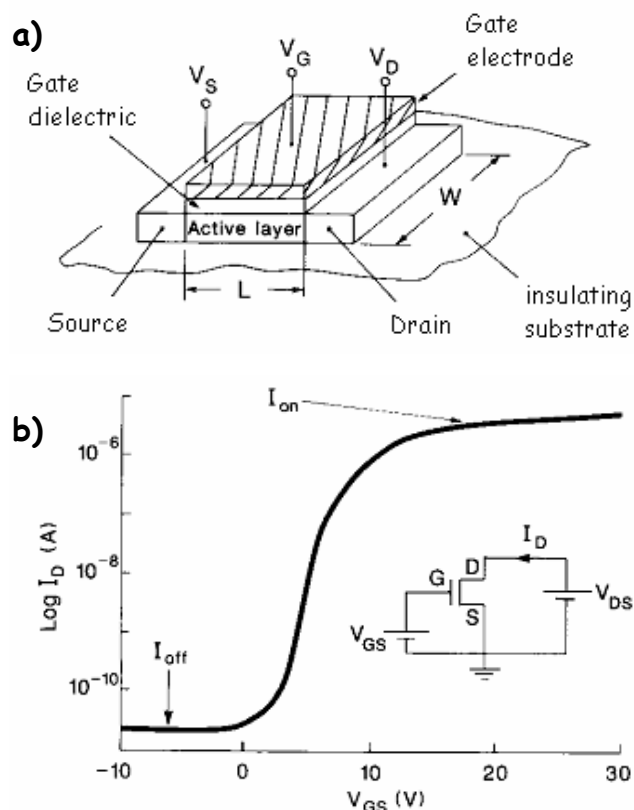 a)
V_S
V_G
V_D
Gate
electrode
Gate
dielectric
W
Active layer
L
Source
Drain
insulating
substrate
b)
I_on
10^-6
10^-8
10^-10
Log I_D (A)
I_off
I_D
D
G
S
V_GS
V_DS
-10
0
10
20
30
V_GS (V)